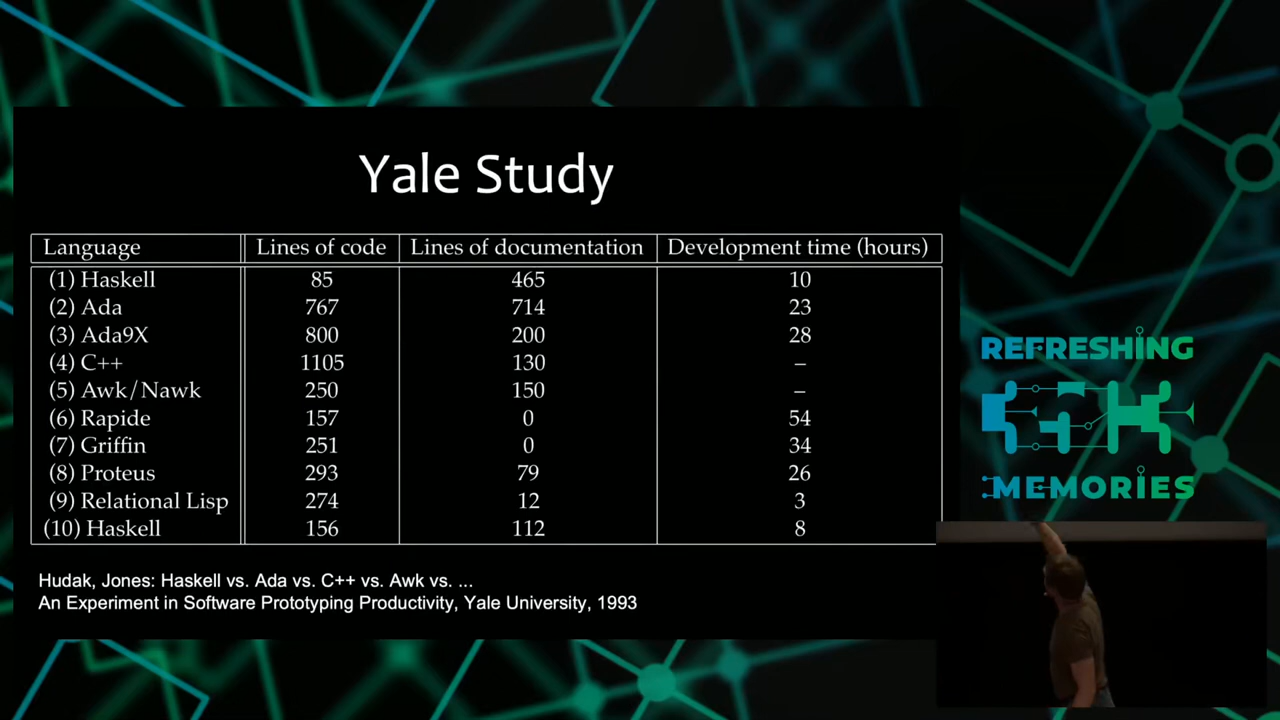 Yale Study
Language Lines of code Lines of documentation Development time (hours)
(1) Haskell 85 465 10
(2) Ada 767 714 23
(3) Ada9X 800 200 28
(4) C++ 1105 130 –
(5) Awk/Nawk 250 150 –
(6) Rapide 157 0 54
(7) Griffin 251 0 34
(8) Proteus 293 79 26
(9) Relational Lisp 274 12 3
(10) Haskell 156 112 8
Hudak, Jones: Haskell vs. Ada vs. C++ vs. Awk vs. ...
An Experiment in Software Prototyping Productivity, Yale University, 1993
REFRESHING
MEMORIES